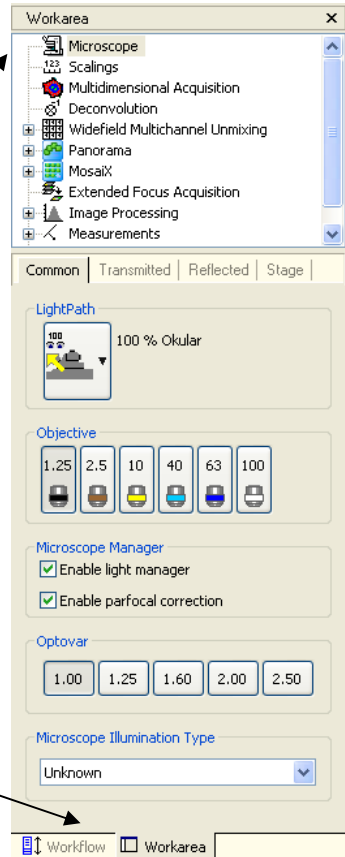 Workarea
Microscope
123 Scalings
Multidimensional Acquisition
Deconvolution
Widefield Multichannel Unmixing
Panorama
MosaiX
Extended Focus Acquisition
Image Processing
Measurements
Common Transmitted Reflected Stage
LightPath
100
100 % Okular
Objective
1.25 2.5 10 40 63 100
Microscope Manager
Enable light manager
Enable parfocal correction
Optovar
1.00 1.25 1.60 2.00 2.50
Microscope Illumination Type
Unknown
Workflow Workarea